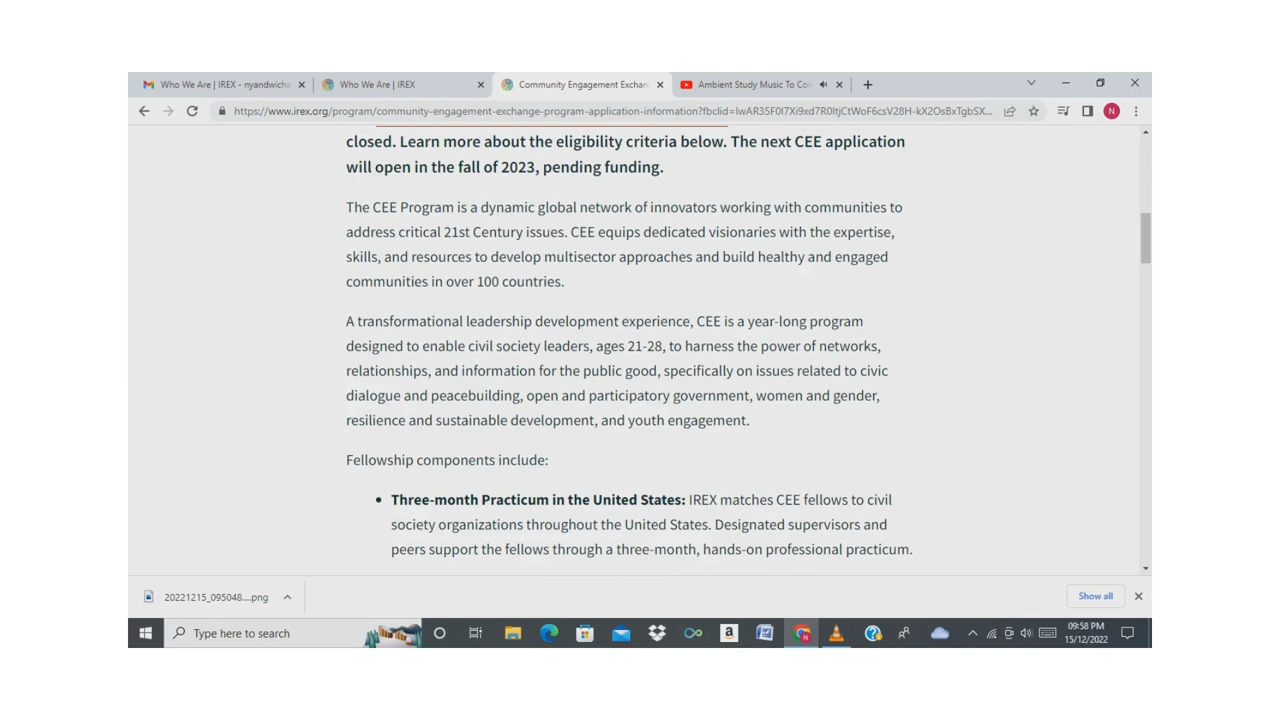 Who We Are | IREX - nyandwicha
Who We Are | IREX
Community Engagement Exchan
Ambient Study Music To Con
https://www.irex.org/program/community-engagement-exchange-program-application-information?fbclid=IwAR35F0I7Xi9xd7R0ItjCtWoF6csV28H-kX2OsBxTgbSX...
N
closed. Learn more about the eligibility criteria below. The next CEE application
will open in the fall of 2023, pending funding.
The CEE Program is a dynamic global network of innovators working with communities to
address critical 21st Century issues. CEE equips dedicated visionaries with the expertise,
skills, and resources to develop multisector approaches and build healthy and engaged
communities in over 100 countries.
A transformational leadership development experience, CEE is a year-long program
designed to enable civil society leaders, ages 21-28, to harness the power of networks,
relationships, and information for the public good, specifically on issues related to civic
dialogue and peacebuilding, open and participatory government, women and gender,
resilience and sustainable development, and youth engagement.
Fellowship components include:
• Three-month Practicum in the United States: IREX matches CEE fellows to civil
society organizations throughout the United States. Designated supervisors and
peers support the fellows through a three-month, hands-on professional practicum.
20221215_095048....png
Show all
Type here to search
09:58 PM
15/12/2022